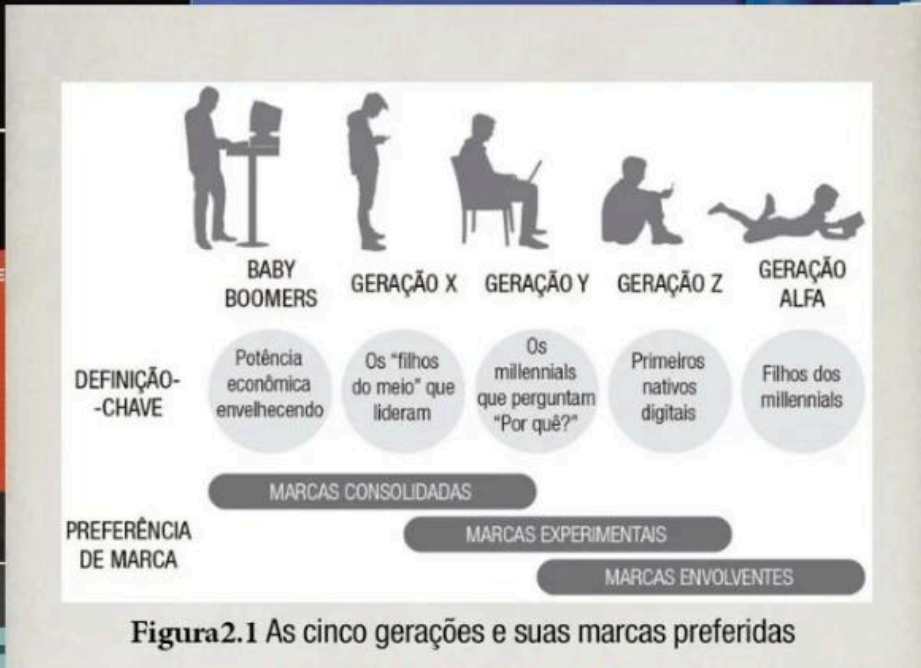 BABY
BOOMERS
GERAÇÃO X
GERAÇÃO Y
GERAÇÃO Z
GERAÇÃO
ALFA
DEFINIÇÃO-
-CHAVE
Potência
econômica
envelhecendo
Os "filhos
do meio" que
lideram
Os
millennials
que perguntam
"Por quê?"
Primeiros
nativos
digitais
Filhos dos
millennials
PREFERÊNCIA
DE MARCA
MARCAS CONSOLIDADAS
MARCAS EXPERIMENTAIS
MARCAS ENVOLVENTES
Figura2.1 As cinco gerações e suas marcas preferidas